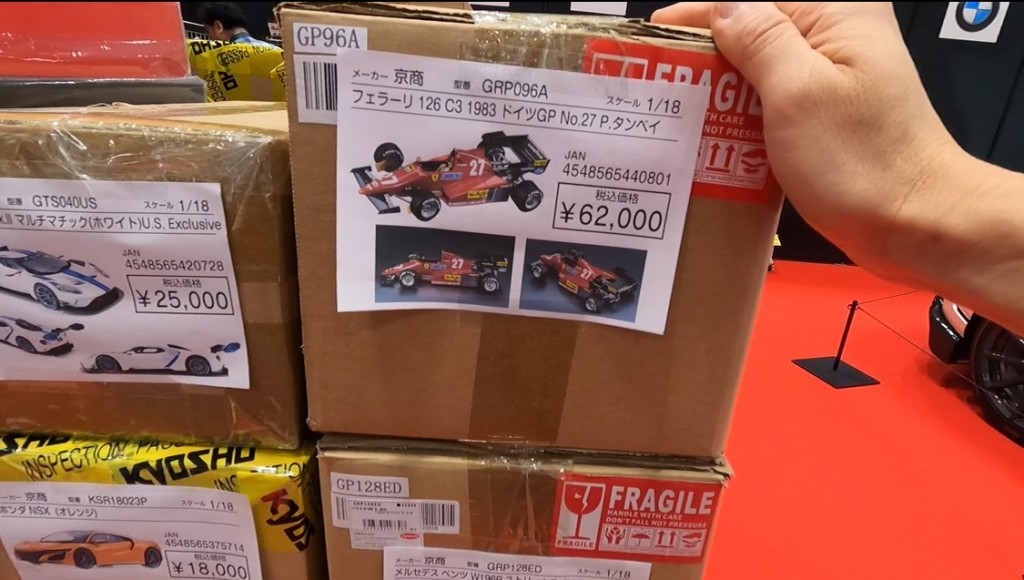 GP96A
FRAGILE
WITH CARE
NOT PRESSU
メーカー 京商 型番 GRP096A スケール 1/18
フェラーリ 126 C3 1983 ドイツGP No.27 P.タンベイ
27
JAN
4548565440801
税込価格
¥62,000
GTS040US スケール 1/18
マルチマチック(ホワイト)U.S. Exclusive
JAN
4548565420728
税込価格
¥25,000
INSPECTION PASS
KYOSHO
メーカー 京商 型番 KSR18023P スケール 1/18
ホンダ NSX (オレンジ)
JAN
4548565375714
税込価格
¥18,000
GP128ED
FRAGILE
HANDLE WITH CARE
DON'T FALL NOT PRESSURE
FRAGILE
メーカー 京商 型番 GRP128ED スケール 1/18
メルセデス ベンツ W196R
BMW